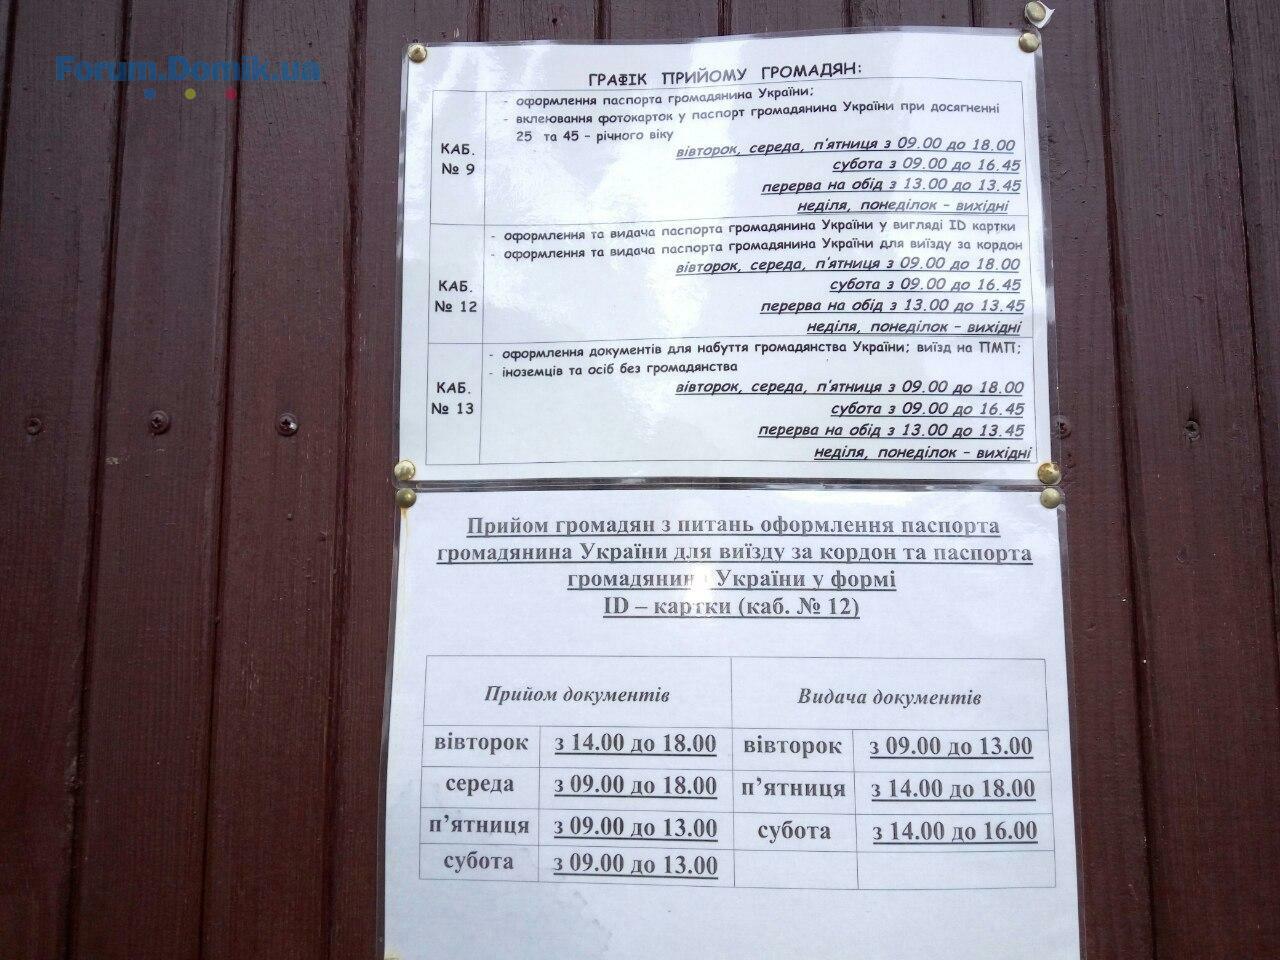 Forum.Domik.ua
ГРАФІК ПРИЙОМУ ГРОМАДЯН:
КАБ.
№ 9
- оформлення паспорта громадянина України;
- вклеювання фотокарток у паспорт громадянина України при досягненні
25 та 45 – річного віку
вівторок, середа, п'ятниця з 09.00 до 18.00
субота з 09.00 до 16.45
перерва на обід з 13.00 до 13.45
неділя, понеділок – вихідні
КАБ.
№ 12
- оформлення та видача паспорта громадянина України у вигляді ID картки
- оформлення та видача паспорта громадянина України для виїзду за кордон
вівторок, середа, п'ятниця з 09.00 до 18.00
субота з 09.00 до 16.45
перерва на обід з 13.00 до 13.45
неділя, понеділок – вихідні
КАБ.
№ 13
- оформлення документів для набуття громадянства України; виїзд на ПМП;
- іноземців та осіб без громадянства
вівторок, середа, п'ятниця з 09.00 до 18.00
субота з 09.00 до 16.45
перерва на обід з 13.00 до 13.45
неділя, понеділок – вихідні
Прийом громадян з питань оформлення паспорта
громадянина України для виїзду за кордон та паспорта
громадянина України у формі
ID – картки (каб. № 12)
Прийом документів Видача документів
вівторок з 14.00 до 18.00 вівторок з 09.00 до 13.00
середа з 09.00 до 18.00 п'ятниця з 14.00 до 18.00
п'ятниця з 09.00 до 13.00 субота з 14.00 до 16.00
субота з 09.00 до 13.00